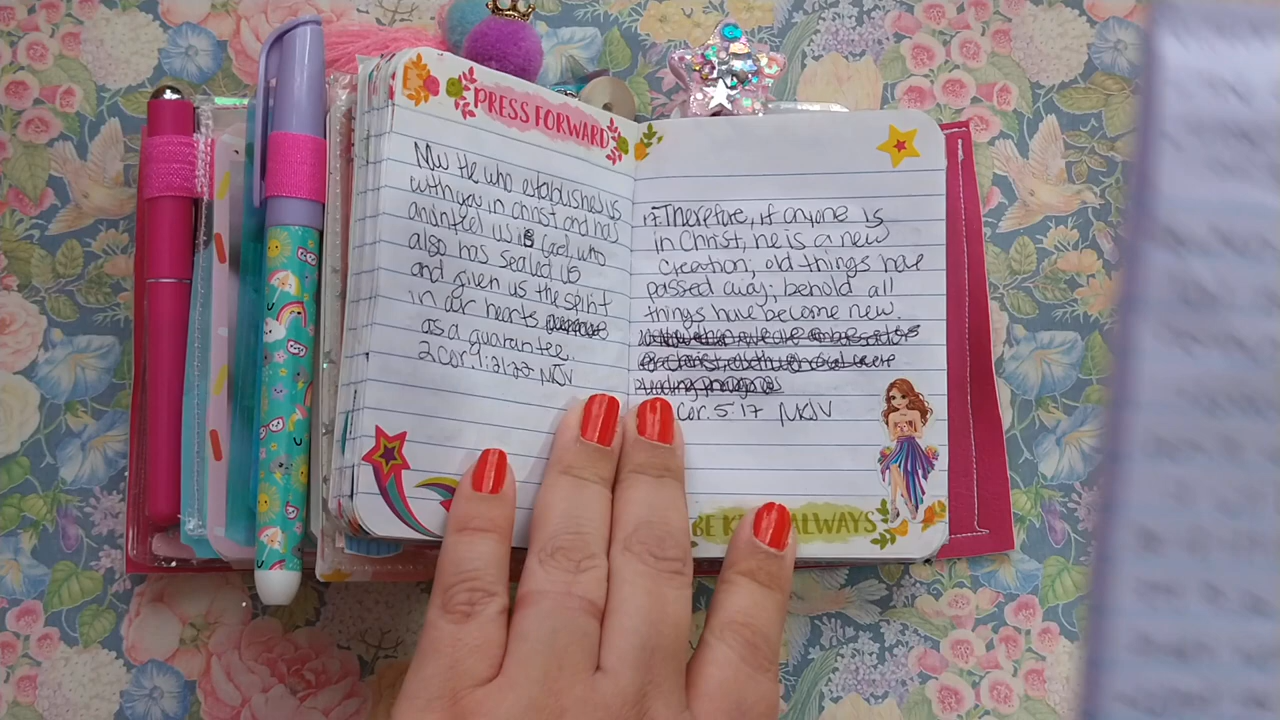 PRESS FORWARD
Now He who establishes us
with you in christ and has
anointed us is God, who
also has sealed us
and given us the spirit
in our hearts
as a guarantee.
2 cor. 1:21-22 NKJV
17. Therefore, if anyone is
in Christ, he is a new
creation; old things have
passed away; behold all
things have become new.
Cor. 5 17 NKJV
BE ALWAYS